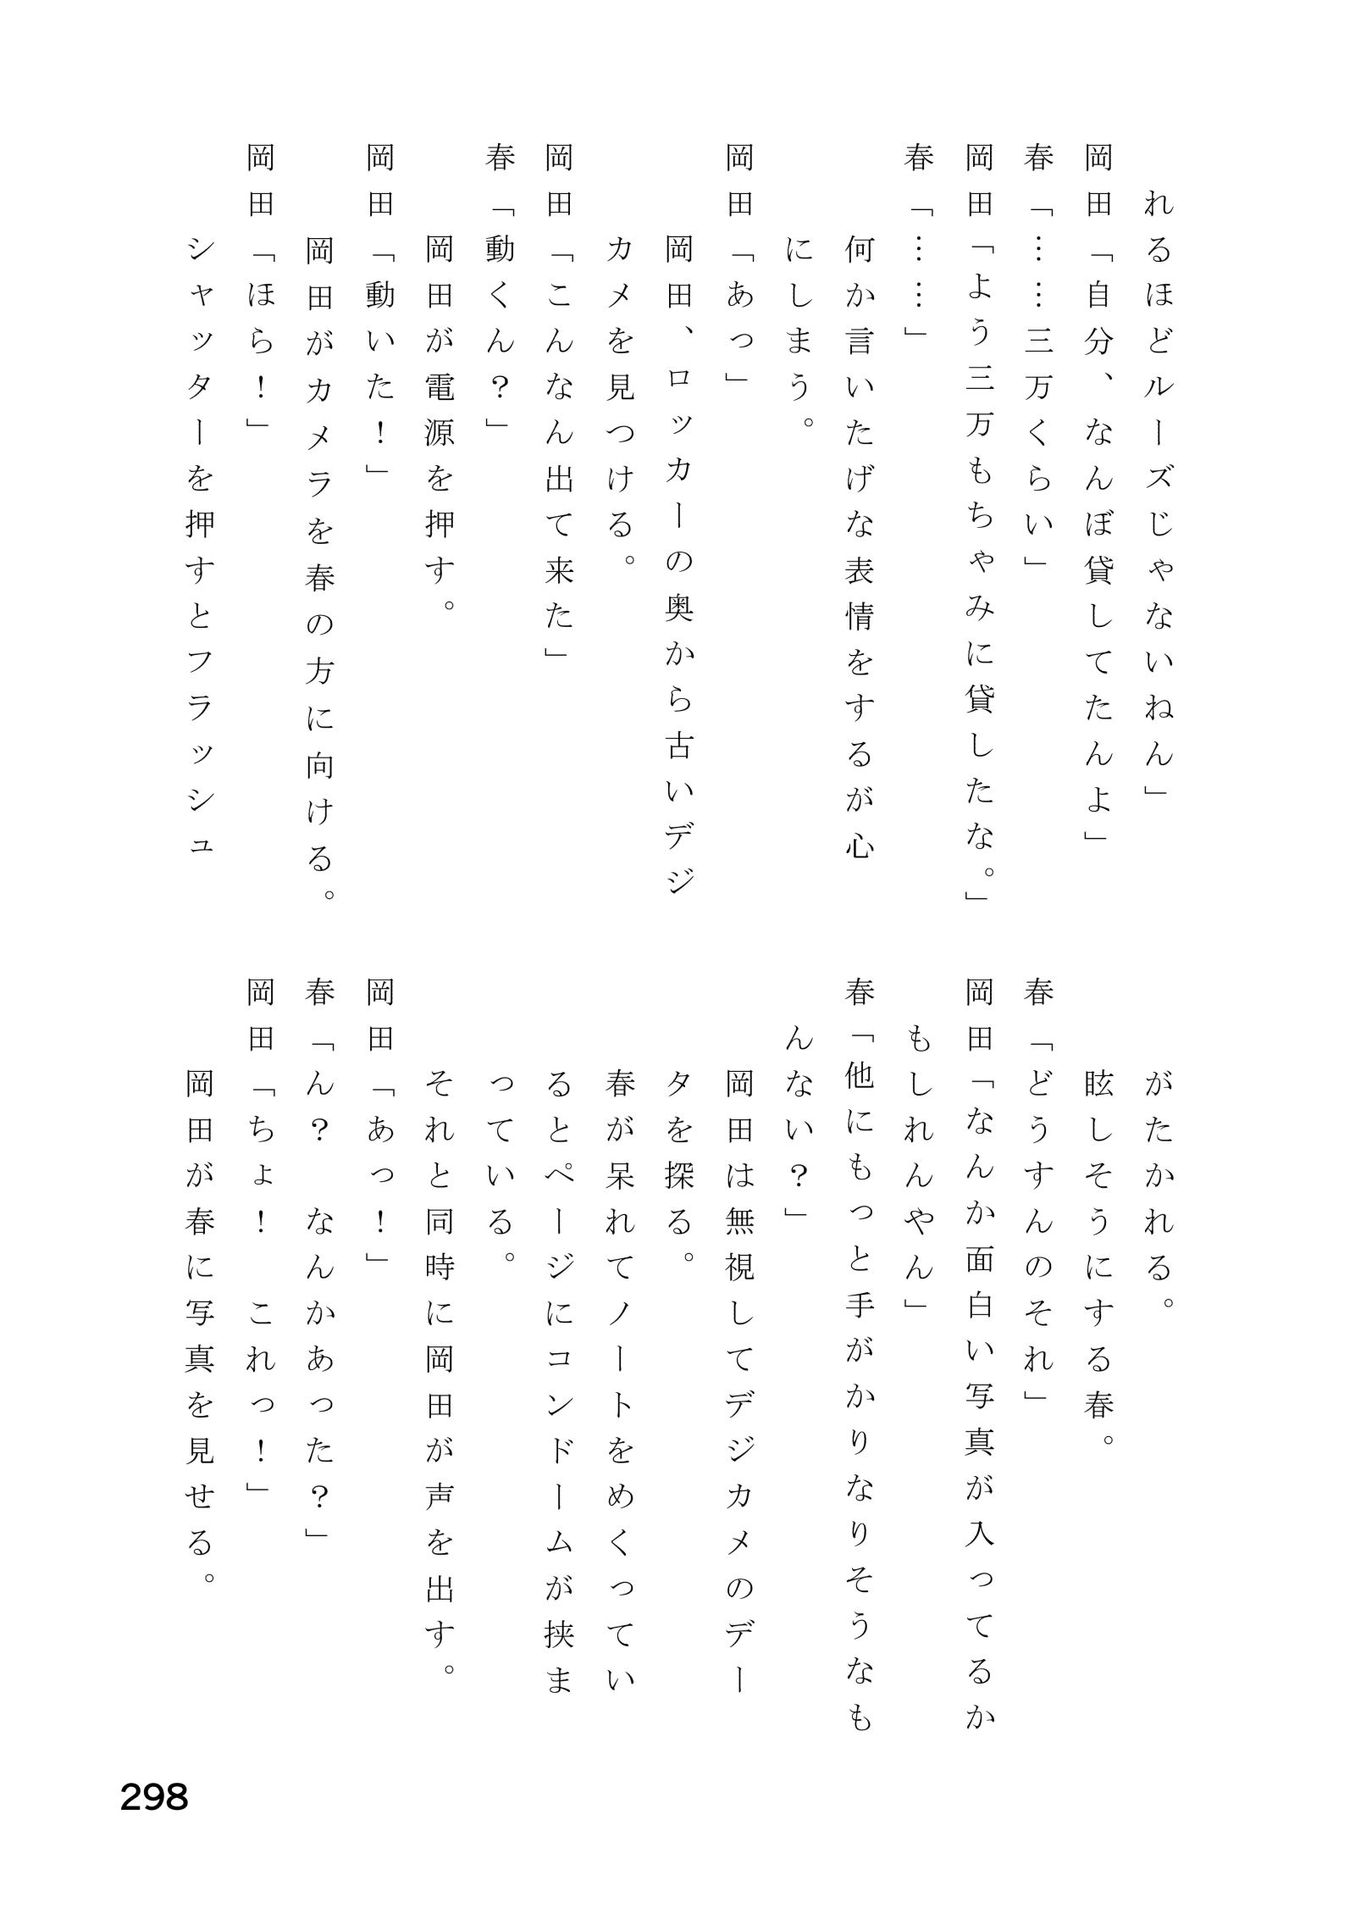 れるほどルーズじゃないねん」
岡田「自分、なんぼ貸してたんよ」
春「……三万くらい」
岡田「よう三万もちゃみに貸したな。」
春「……」
何か言いたげな表情をするが心
にしまう。
岡田「あっ」
岡田、ロッカーの奥から古いデジ
カメを見つける。
岡田「こんなん出て来た」
春「動くん？」
岡田が電源を押す。
岡田「動いた！」
岡田がカメラを春の方に向ける。
岡田「ほら！」
シャッターを押すとフラッシュ
がたかれる。
眩しそうにする春。
春「どうすんのそれ」
岡田「なんか面白い写真が入ってるか
もしれんやん」
春「他にもっと手がかりなりそうなも
んない？」
岡田は無視してデジカメのデー
タを探る。
春が呆れてノートをめくってい
るとページにコンドームが挟ま
っている。
それと同時に岡田が声を出す。
岡田「あっ！」
春「ん？　なんかあった？」
岡田「ちょ！　これっ！」
岡田が春に写真を見せる。
298